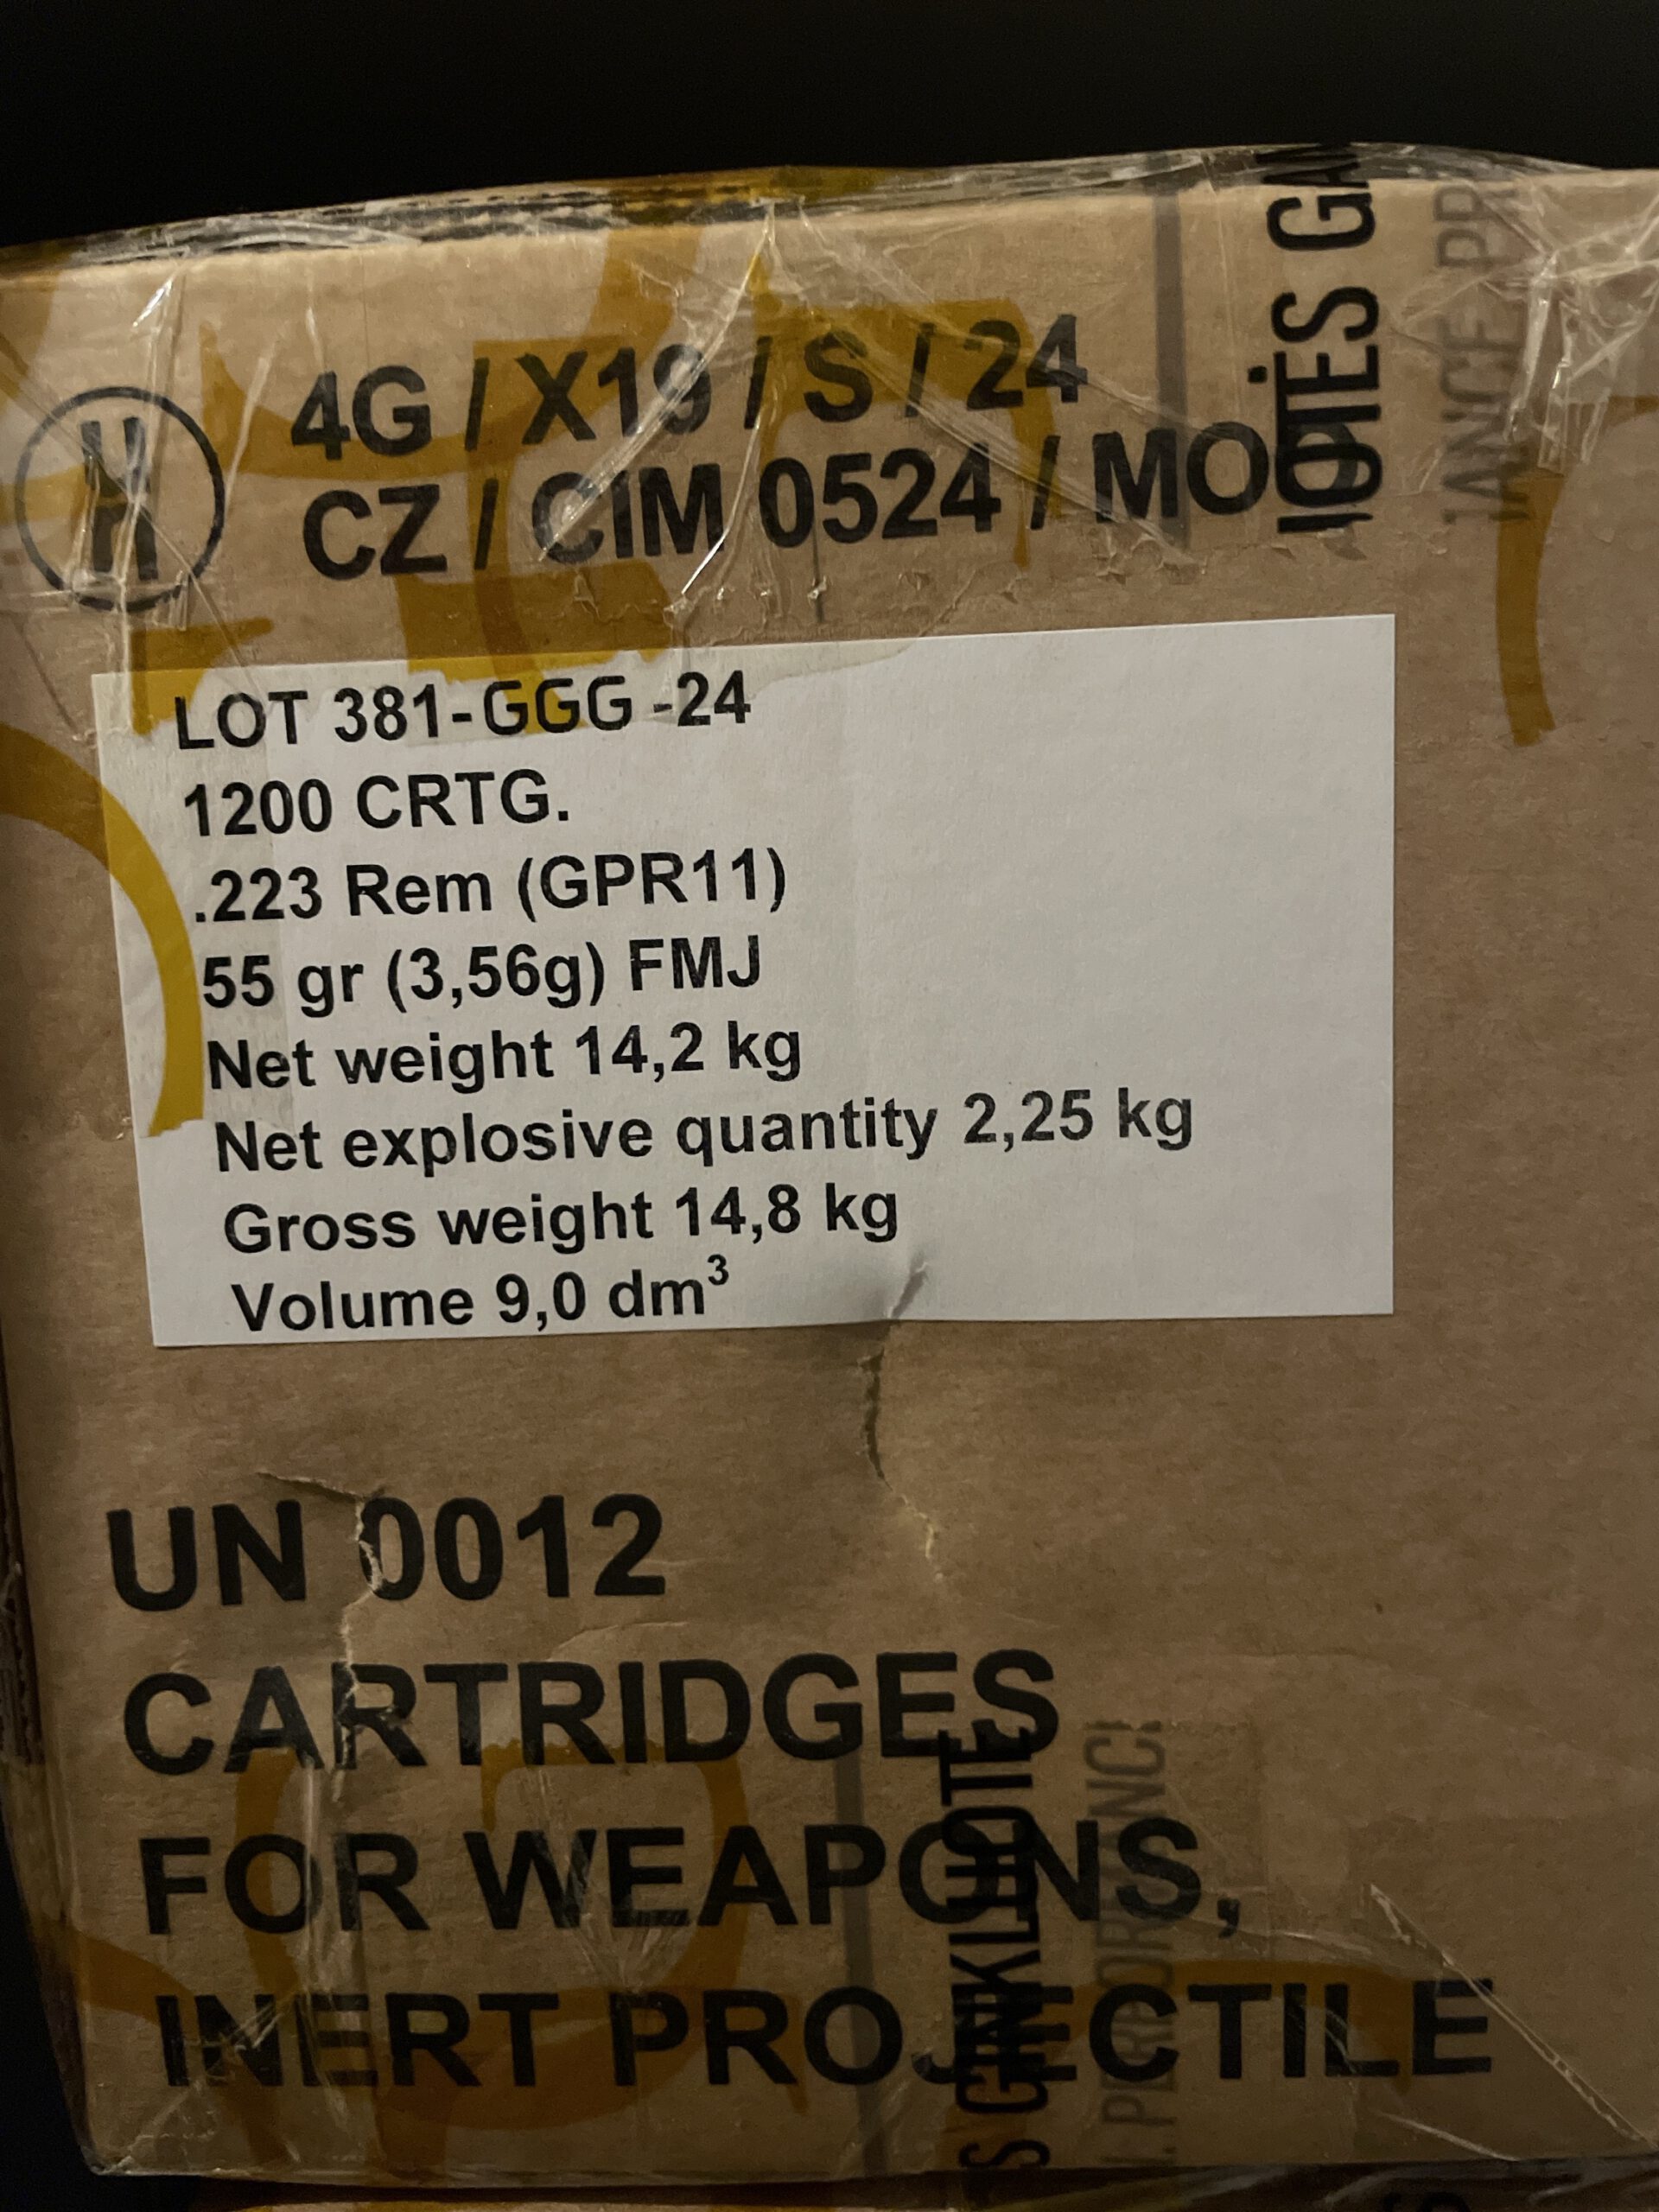 un
4G / X19 / S / 24
CZ / CIM 0524 / MO
LOT 381-GGG -24
1200 CRTG.
.223 Rem (GPR11)
55 gr (3,56g) FMJ
Net weight 14,2 kg
Net explosive quantity 2,25 kg
Gross weight 14,8 kg
Volume 9,0 dm³
UN 0012
CARTRIDGES
FOR WEAPONS,
INERT PROJECTILE